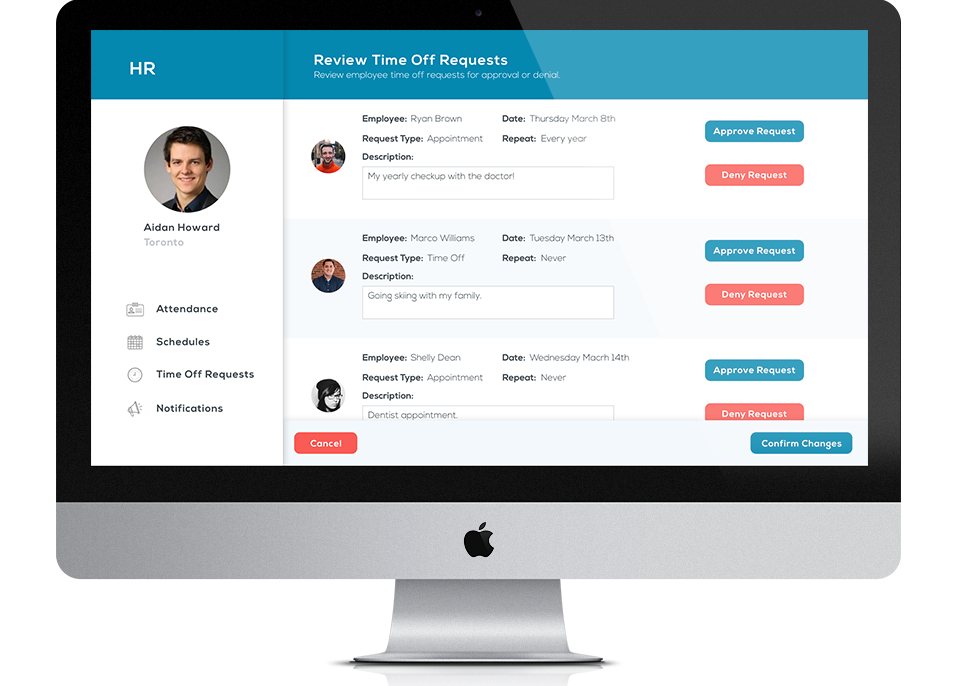 HR
Review Time Off Requests
Review employee time off requests for approval or denial.
Aidan Howard
Toronto
Attendance
Schedules
Time Off Requests
Notifications
Employee: Ryan Brown Date: Thursday March 8th
Request Type: Appointment Repeat: Every year
Description:
My yearly checkup with the doctor!
Approve Request
Deny Request
Employee: Marco Williams Date: Tuesday March 13th
Request Type: Time Off Repeat: Never
Description:
Going skiing with my family.
Approve Request
Deny Request
Employee: Shelly Dean Date: Wednesday Macrh 14th
Request Type: Appointment Repeat: Never
Description:
Dentist appointment.
Approve Request
Deny Request
Cancel
Confirm Changes